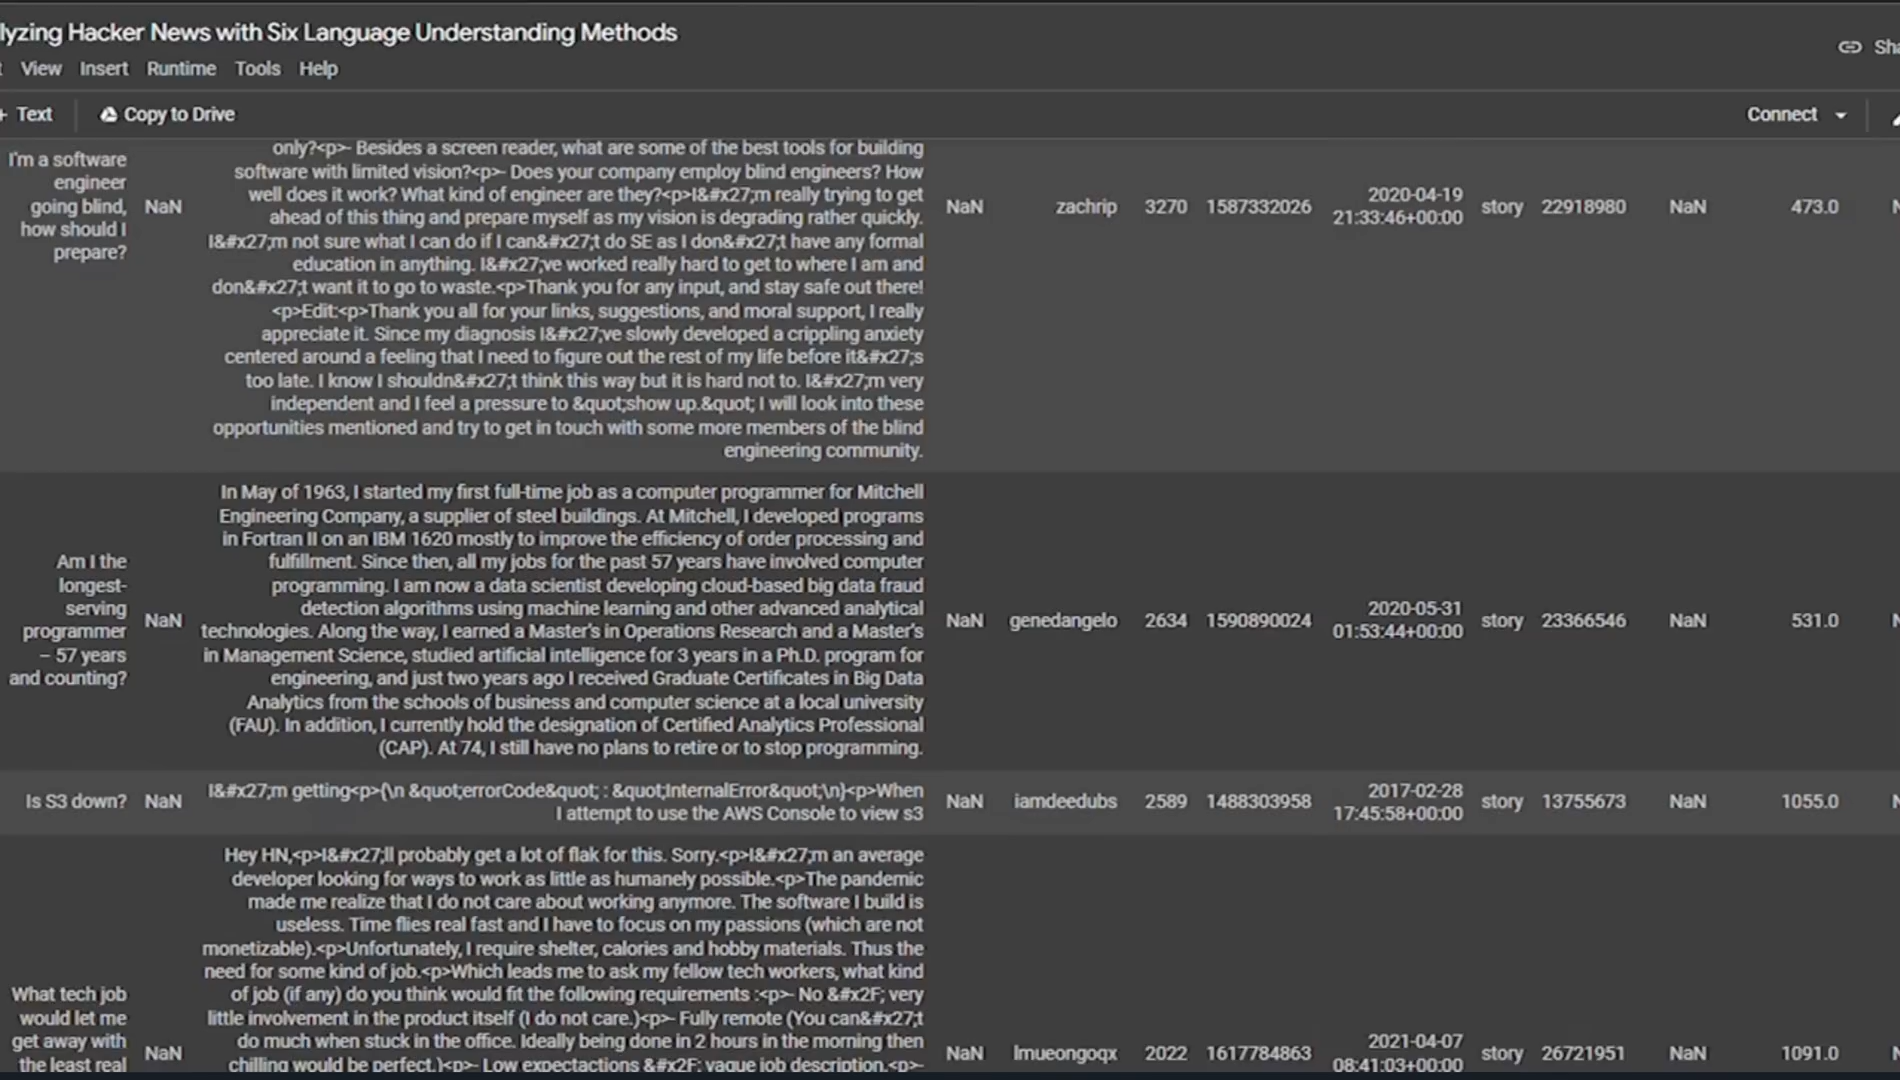 lyzing Hacker News with Six Language Understanding Methods
Sha
t View Insert Runtime Tools Help
+ Text Copy to Drive Connect
I'm a software
engineer
going blind,
how should I
prepare?
NaN
only?<p>- Besides a screen reader, what are some of the best tools for building
software with limited vision?<p>- Does your company employ blind engineers? How
well does it work? What kind of engineer are they?<p>I&#x27;m really trying to get
ahead of this thing and prepare myself as my vision is degrading rather quickly.
I&#x27;m not sure what I can do if I can&#x27;t do SE as I don&#x27;t have any formal
education in anything. I&#x27;ve worked really hard to get to where I am and
don&#x27;t want it to go to waste.<p>Thank you for any input, and stay safe out there!
<p>Edit:<p>Thank you all for your links, suggestions, and moral support, I really
appreciate it. Since my diagnosis I&#x27;ve slowly developed a crippling anxiety
centered around a feeling that I need to figure out the rest of my life before it&#x27;s
too late. I know I shouldn&#x27;t think this way but it is hard not to. I&#x27;m very
independent and I feel a pressure to &quot;show up.&quot; I will look into these
opportunities mentioned and try to get in touch with some more members of the blind
engineering community.
NaN zachrip 3270 1587332026
2020-04-19
21:33:46+00:00
story 22918980 NaN 473.0 N
Am I the
longest-
serving
programmer
– 57 years
and counting?
NaN
In May of 1963, I started my first full-time job as a computer programmer for Mitchell
Engineering Company, a supplier of steel buildings. At Mitchell, I developed programs
in Fortran II on an IBM 1620 mostly to improve the efficiency of order processing and
fulfillment. Since then, all my jobs for the past 57 years have involved computer
programming. I am now a data scientist developing cloud-based big data fraud
detection algorithms using machine learning and other advanced analytical
technologies. Along the way, I earned a Master's in Operations Research and a Master's
in Management Science, studied artificial intelligence for 3 years in a Ph.D. program for
engineering, and just two years ago I received Graduate Certificates in Big Data
Analytics from the schools of business and computer science at a local university
(FAU). In addition, I currently hold the designation of Certified Analytics Professional
(CAP). At 74, I still have no plans to retire or to stop programming.
NaN genedangelo 2634 1590890024
2020-05-31
01:53:44+00:00
story 23366546 NaN 531.0 N
Is S3 down? NaN
I&#x27;m getting<p>{\n &quot;errorCode&quot; : &quot;InternalError&quot;\n}<p>When
I attempt to use the AWS Console to view s3
NaN iamdeedubs 2589 1488303958
2017-02-28
17:45:58+00:00
story 13755673 NaN 1055.0 N
What tech job
would let me
get away with
the least real
NaN
Hey HN,<p>I&#x27;ll probably get a lot of flak for this. Sorry.<p>I&#x27;m an average
developer looking for ways to work as little as humanely possible.<p>The pandemic
made me realize that I do not care about working anymore. The software I build is
useless. Time flies real fast and I have to focus on my passions (which are not
monetizable).<p>Unfortunately, I require shelter, calories and hobby materials. Thus the
need for some kind of job.<p>Which leads me to ask my fellow tech workers, what kind
of job (if any) do you think would fit the following requirements :<p>- No &#x2F; very
little involvement in the product itself (I do not care.)<p>- Fully remote (You can&#x27;t
do much when stuck in the office. Ideally being done in 2 hours in the morning then
chilling would be perfect.)<p>- Low expectations &#x2F; vague job description.<p>-
NaN lmueongoqx 2022 1617784863
2021-04-07
08:41:03+00:00
story 26721951 NaN 1091.0 N